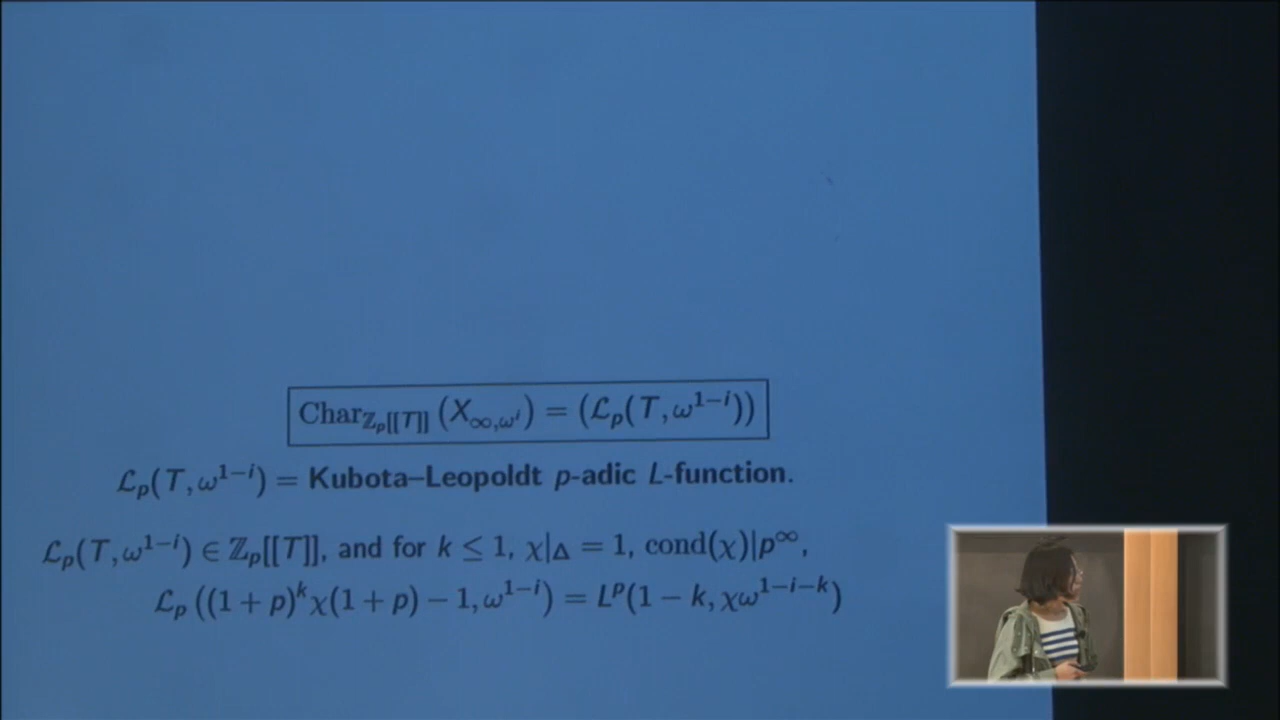 Char_{ℤ_p[[T]]} (X_{∞,ω^i}) = (ℒ_p(T, ω^{1−i}))
ℒ_p(T, ω^{1−i}) = Kubota–Leopoldt p-adic L-function.
ℒ_p(T, ω^{1−i}) ∈ ℤ_p[[T]], and for k ≤ 1, χ|_Δ = 1, cond(χ)|p^∞,
ℒ_p ((1 + p)^k χ(1 + p) − 1, ω^{1−i}) = L^p(1 − k, χω^{1−i−k})